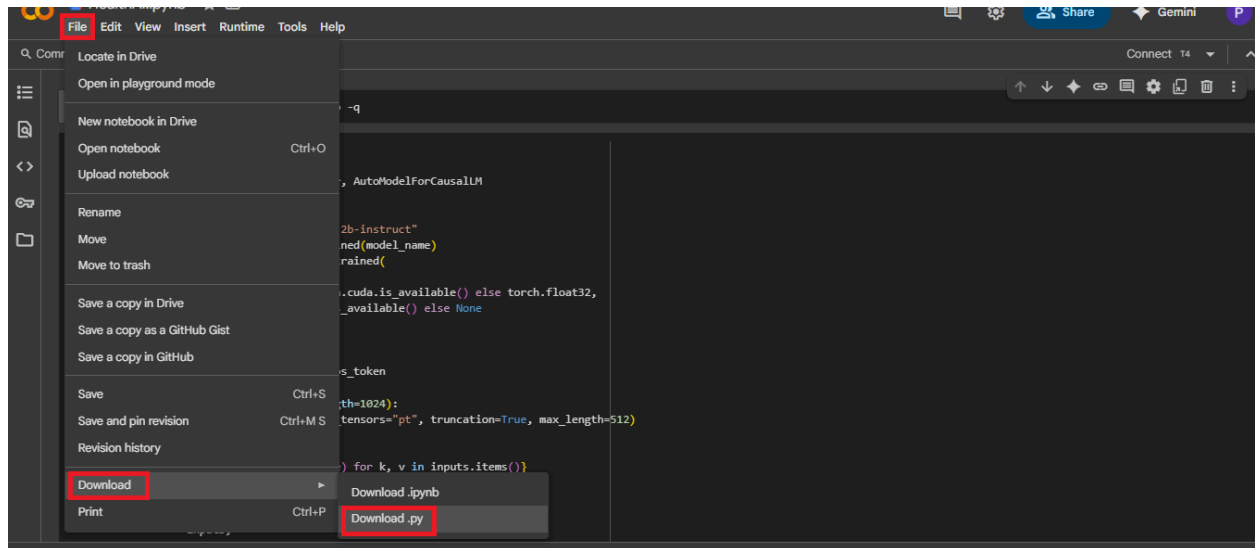 File Edit View Insert Runtime Tools Help
Share
Gemini
P
Connect T4
Locate in Drive
Open in playground mode
New notebook in Drive
Open notebook Ctrl+O
Upload notebook
Rename
Move
Move to trash
Save a copy in Drive
Save a copy as a GitHub Gist
Save a copy in GitHub
Save Ctrl+S
Save and pin revision Ctrl+M S
Revision history
Download
Print Ctrl+P
Download .ipynb
Download .py
-q
, AutoModelForCausalLM
2b-instruct"
ned(model_name)
rained(
.cuda.is_available() else torch.float32,
_available() else None
s_token
th=1024):
_tensors="pt", truncation=True, max_length=512)
) for k, v in inputs.items()}